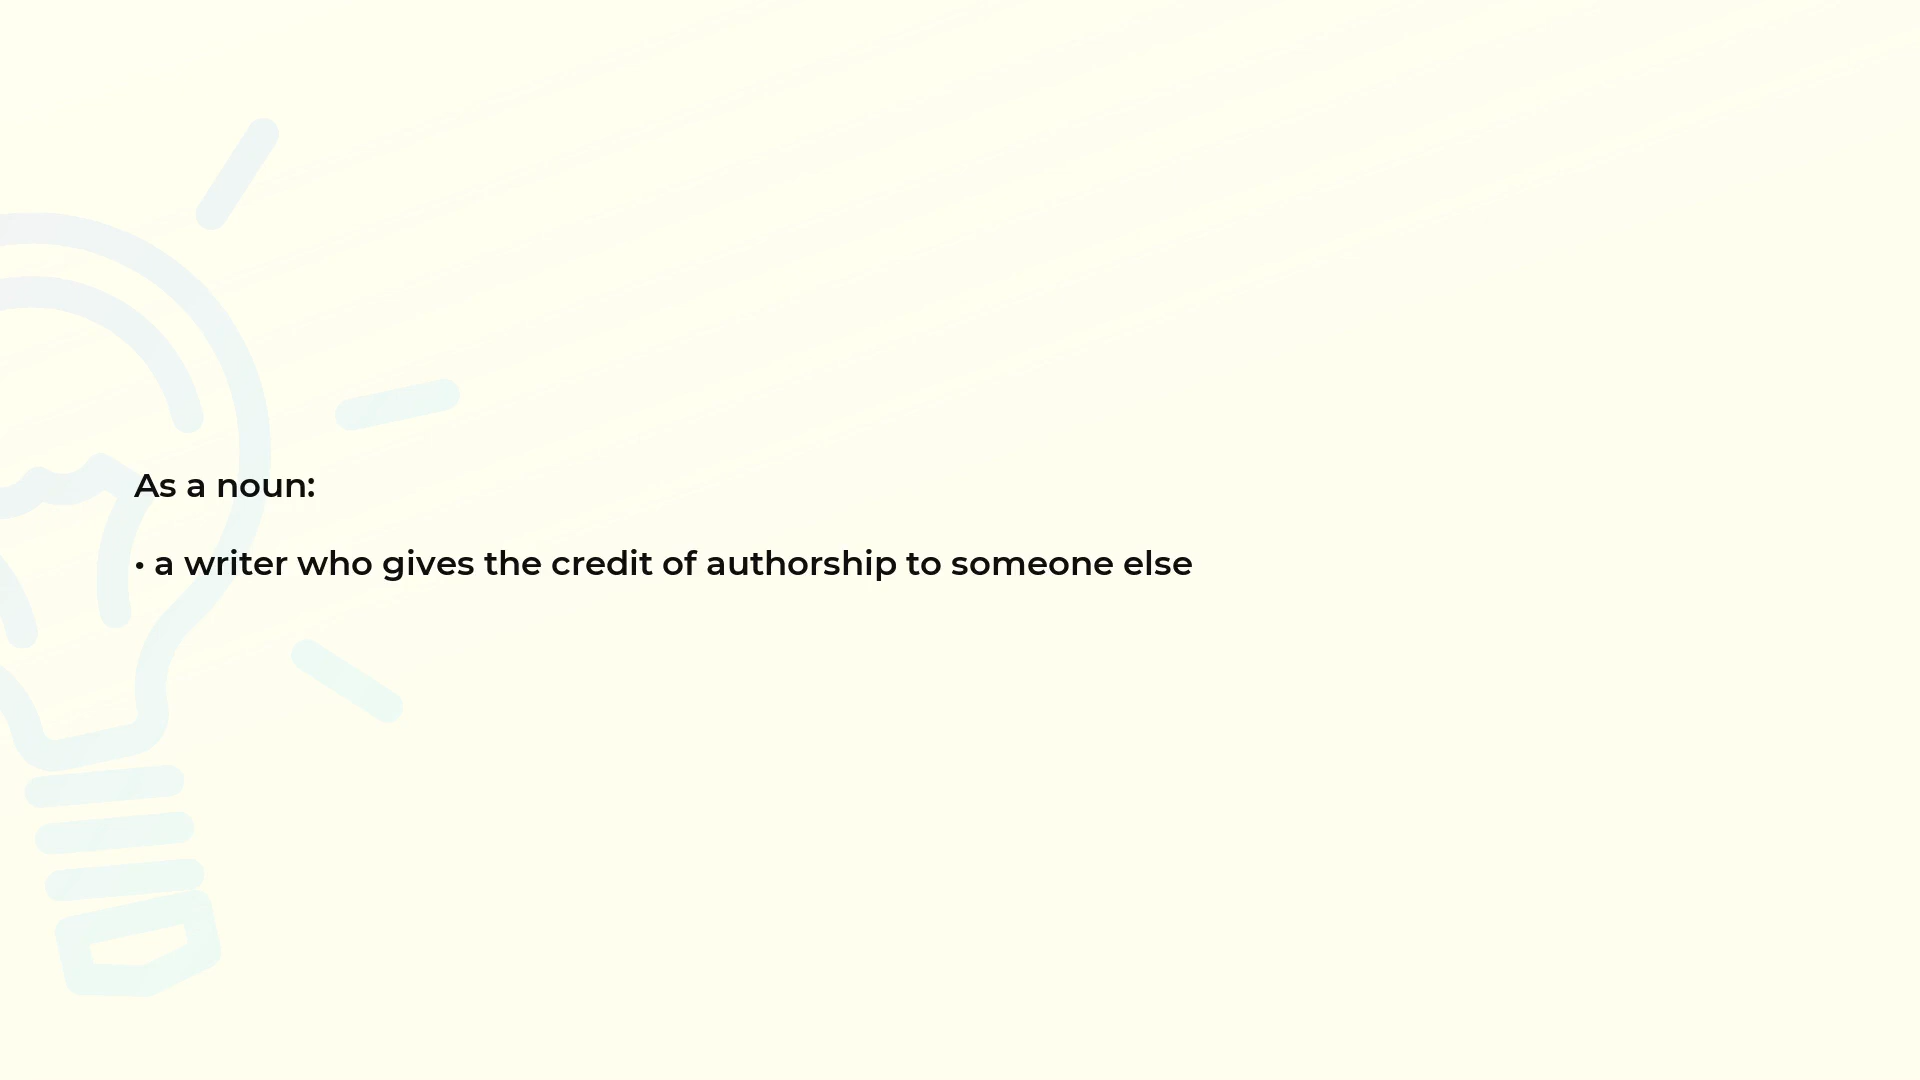 As a noun:
• a writer who gives the credit of authorship to someone else